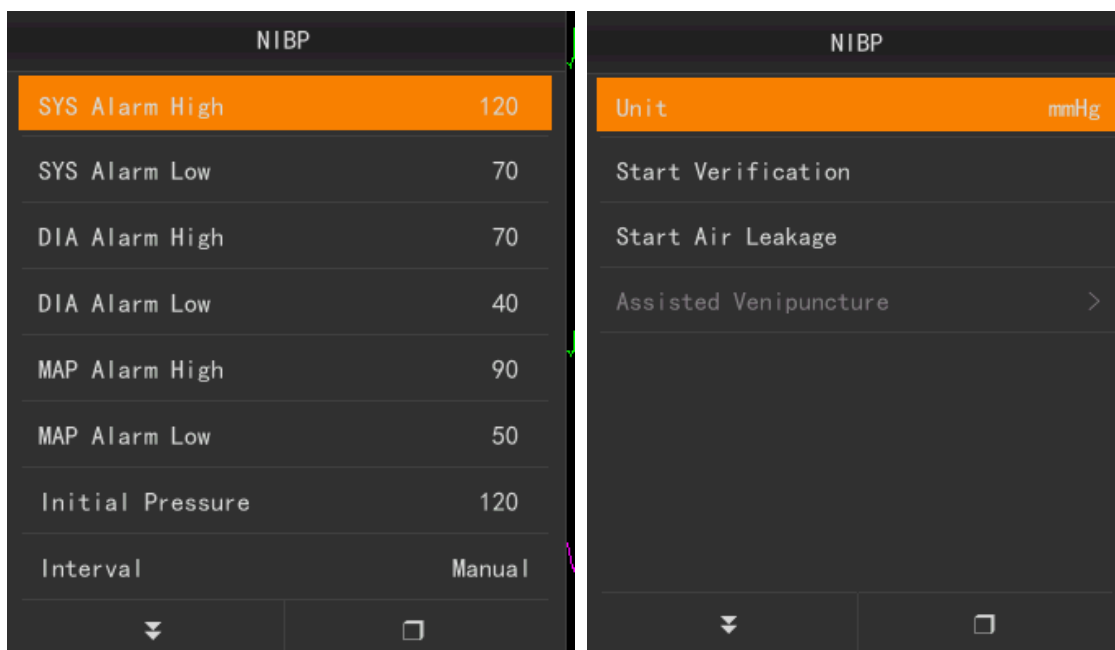 NIBP
SYS Alarm High 120
SYS Alarm Low 70
DIA Alarm High 70
DIA Alarm Low 40
MAP Alarm High 90
MAP Alarm Low 50
Initial Pressure 120
Interval Manual
NIBP
Unit mmHg
Start Verification
Start Air Leakage
Assisted Venipuncture >